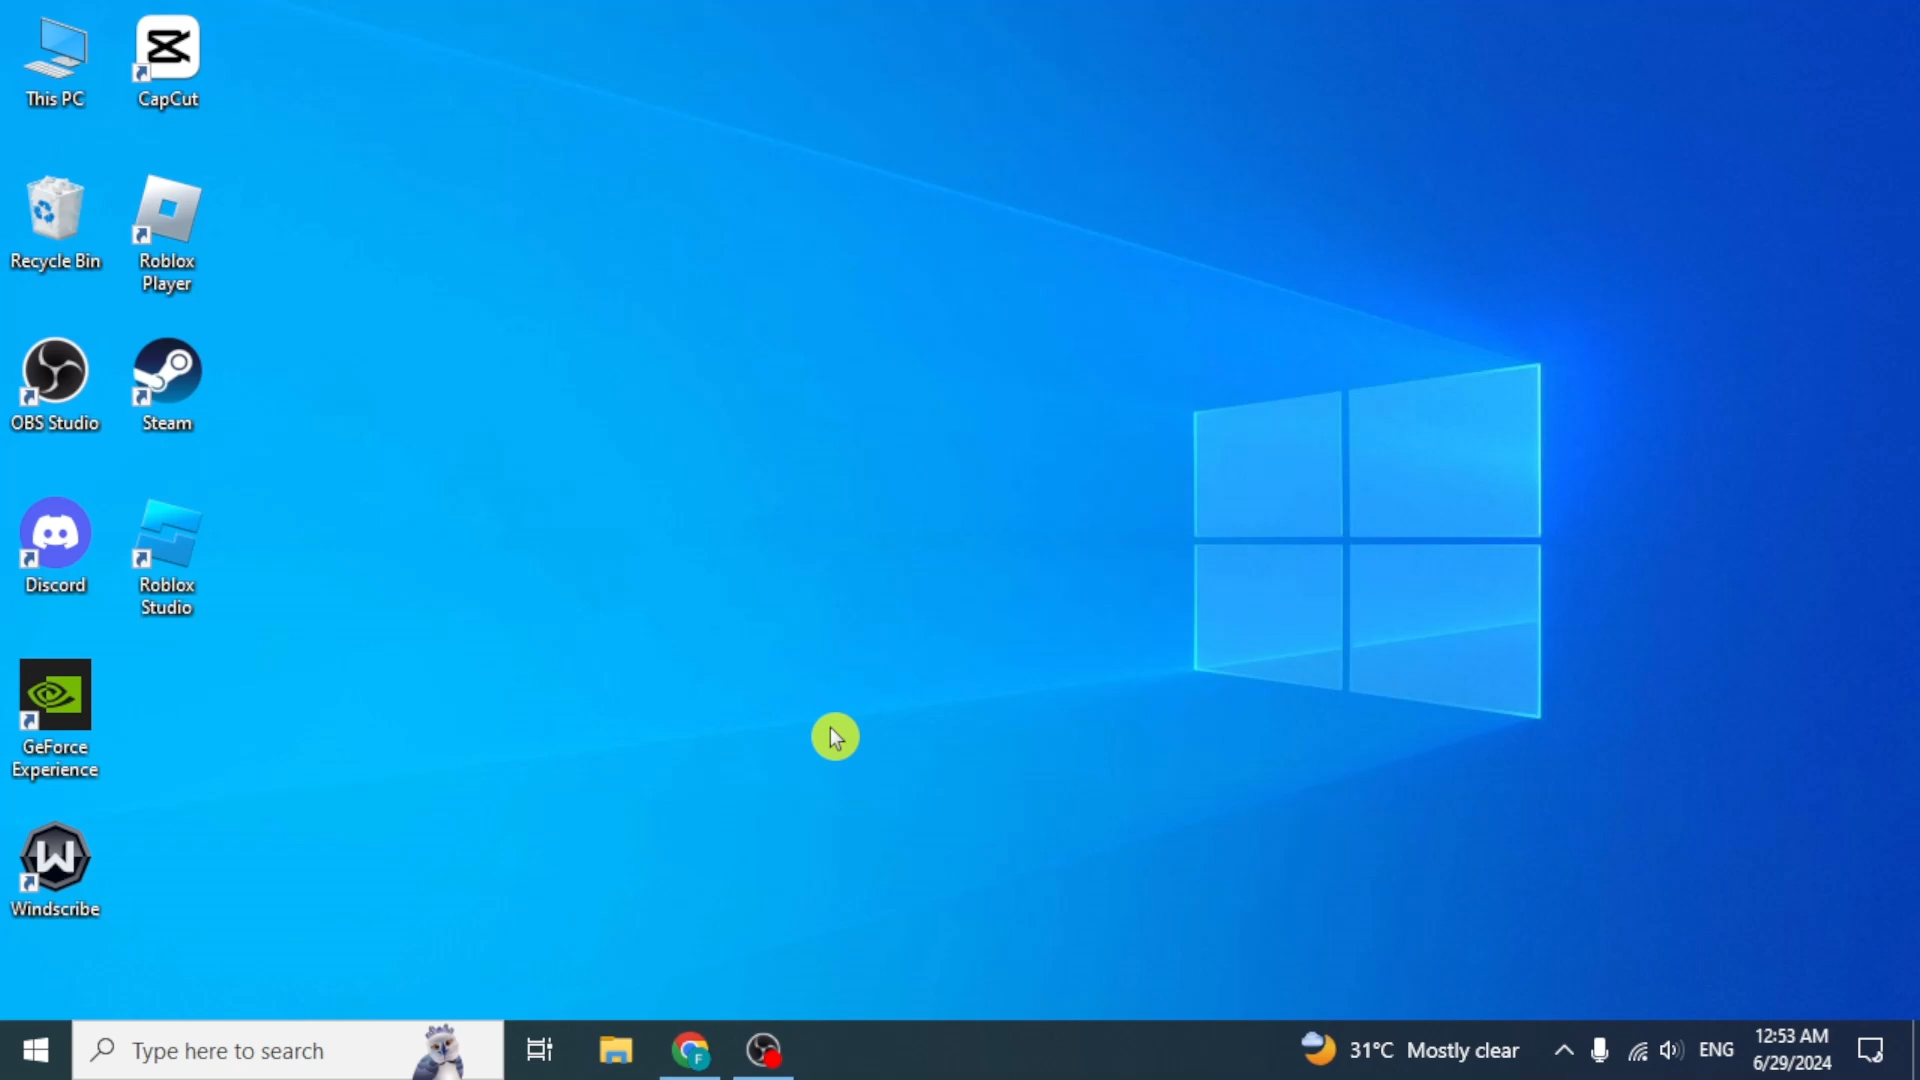 This PC
CapCut
Recycle Bin
Roblox
Player
OBS Studio
Steam
Discord
Roblox
Studio
GeForce
Experience
W
Windscribe
Type here to search
F
31°C Mostly clear
ENG
12:53 AM
6/29/2024